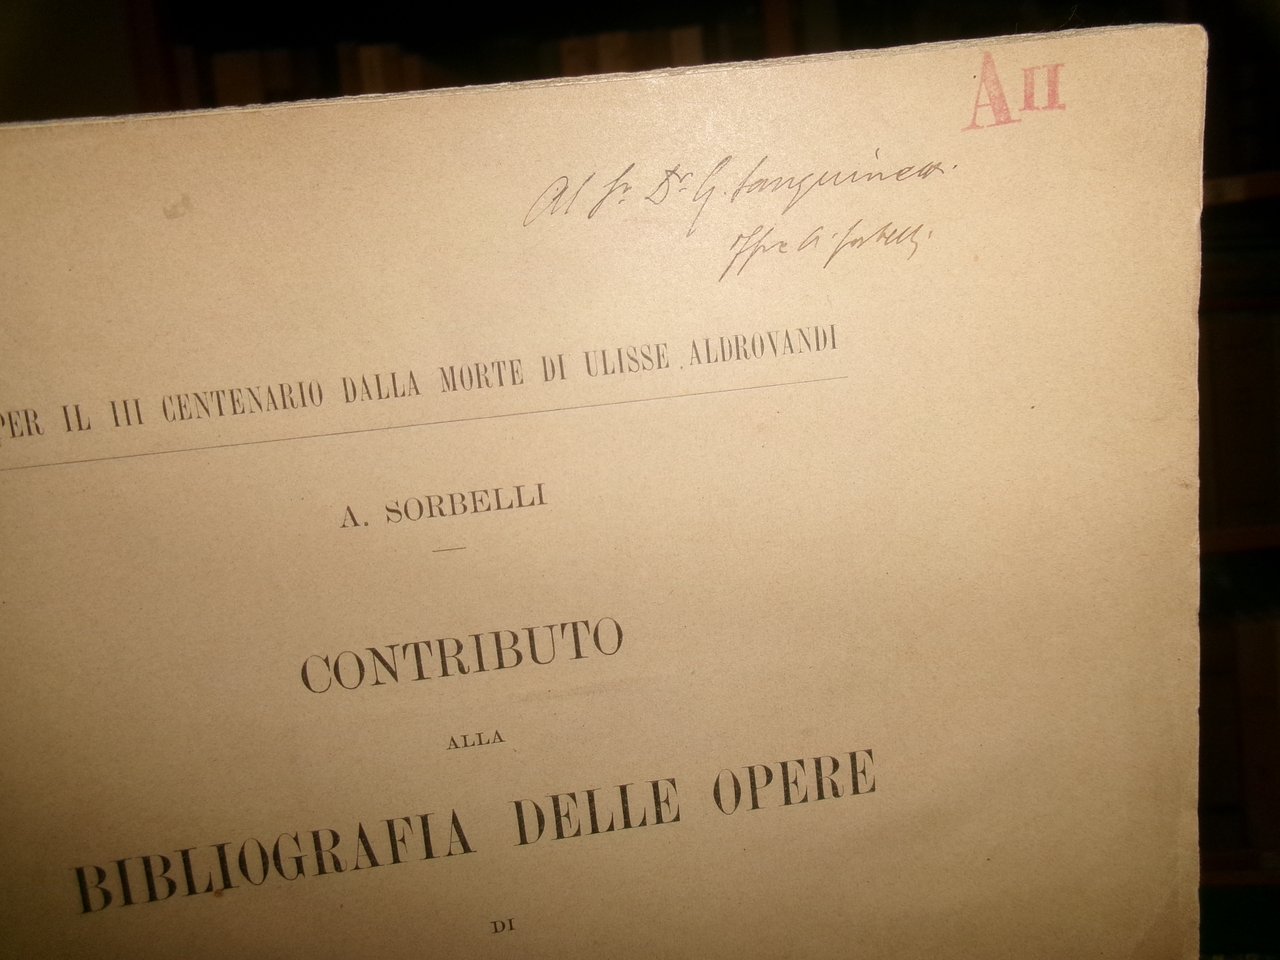 AII
Al Sr. Dr. G. Sanguinetti.
offre A. Sorbelli.
PER IL III CENTENARIO DALLA MORTE DI ULISSE ALDROVANDI
A. SORBELLI
CONTRIBUTO
ALLA
BIBLIOGRAFIA DELLE OPERE
DI